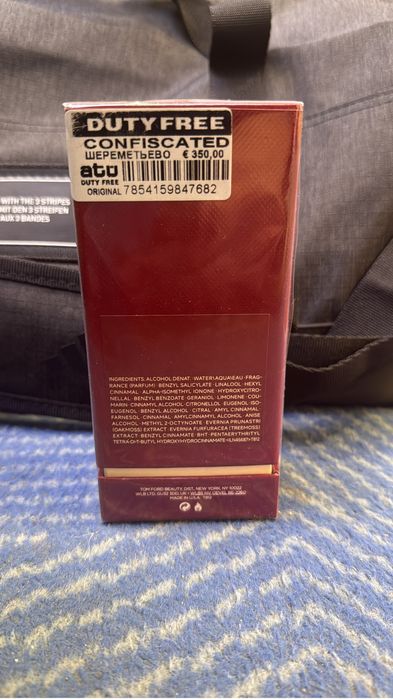 DUTY FREE
CONFISCATED
ШЕРЕМЕТЬЕВО € 350,00
atu
DUTY FREE
ORIGINAL 7854159847682
WITH THE 3 STRIPES
MIT DEN 3 STREIFEN
AUX 3 BANDES
INGREDIENTS: ALCOHOL DENAT. · WATER\AQUA\EAU · FRAG-
RANCE (PARFUM) · BENZYL SALICYLATE · LINALOOL · HEXYL
CINNAMAL · ALPHA-ISOMETHYL IONONE · HYDROXYCITRO-
NELLAL · BENZYL BENZOATE · GERANIOL · LIMONENE · COU-
MARIN · CINNAMYL ALCOHOL · CITRONELLOL · EUGENOL · ISO-
EUGENOL · BENZYL ALCOHOL · CITRAL · AMYL CINNAMAL ·
FARNESOL · CINNAMAL · AMYLCINNAMYL ALCOHOL · ANISE
ALCOHOL · METHYL 2-OCTYNOATE · EVERNIA PRUNASTRI
(OAKMOSS) EXTRACT · EVERNIA FURFURACEA (TREEMOSS)
EXTRACT · BENZYL CINNAMATE · BHT · PENTAERYTHRITYL
TETRA-DI-T-BUTYL HYDROXYHYDROCINNAMATE
TOM FORD BEAUTY, DIST., NEW YORK, NY 10022
MADE IN U.S.A.